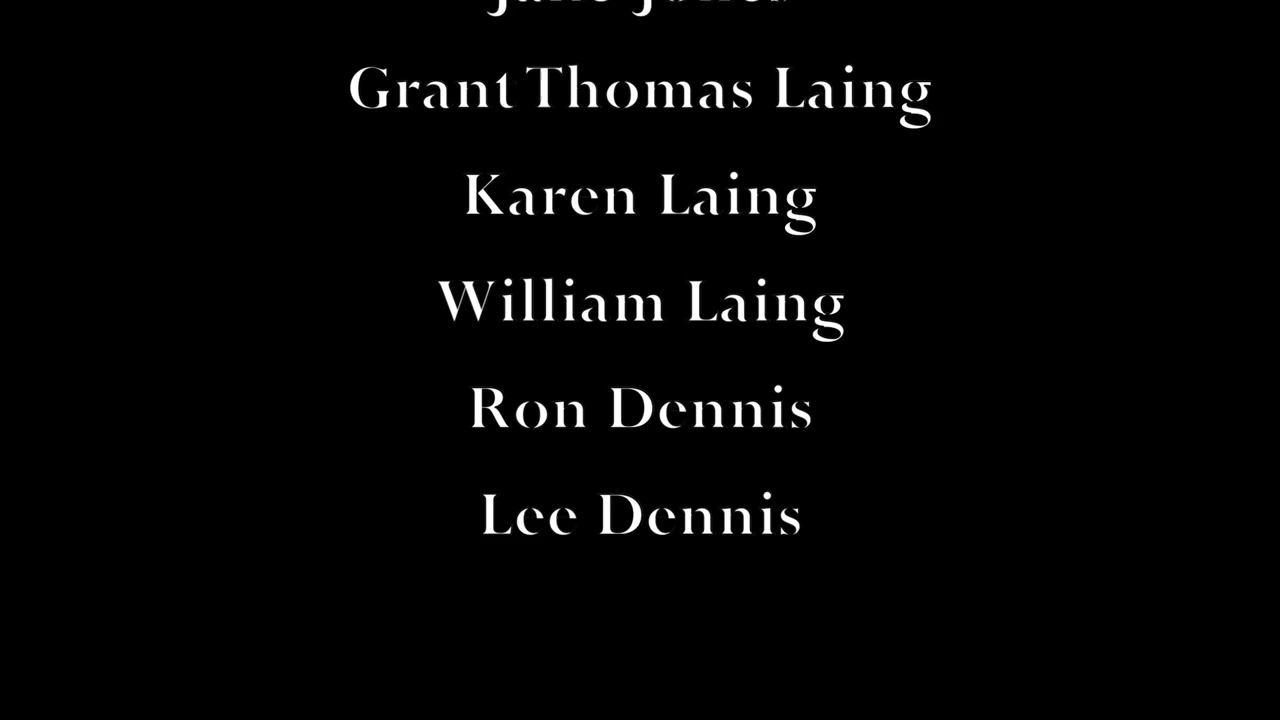 Grant Thomas Laing
Karen Laing
William Laing
Ron Dennis
Lee Dennis